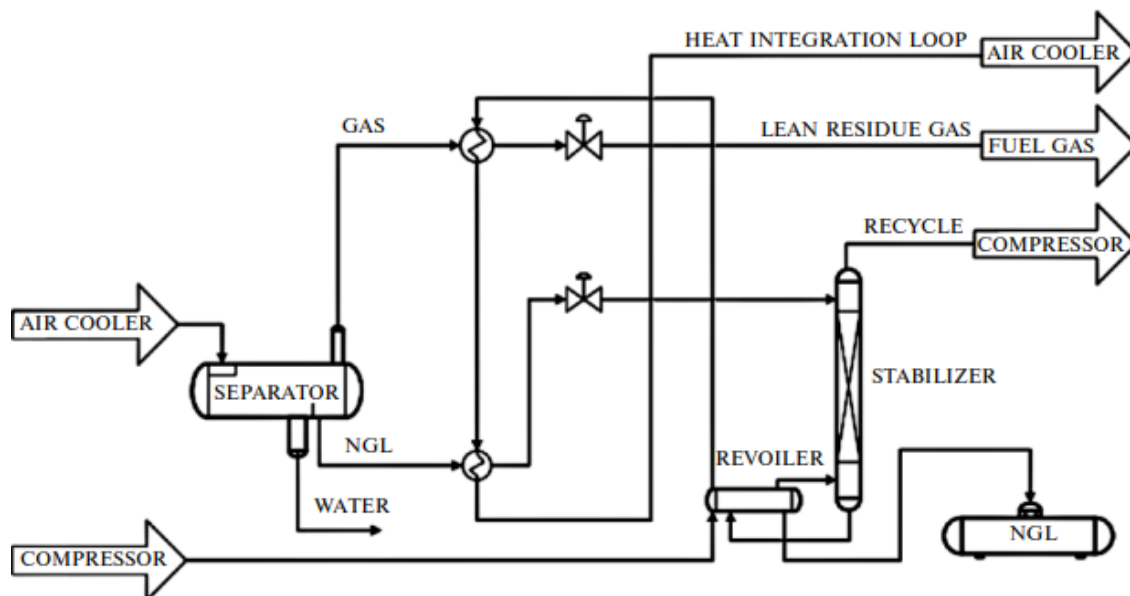 HEAT INTEGRATION LOOP
AIR COOLER
GAS
LEAN RESIDUE GAS
FUEL GAS
RECYCLE
COMPRESSOR
AIR COOLER
SEPARATOR
STABILIZER
NGL
REVOILER
WATER
NGL
COMPRESSOR